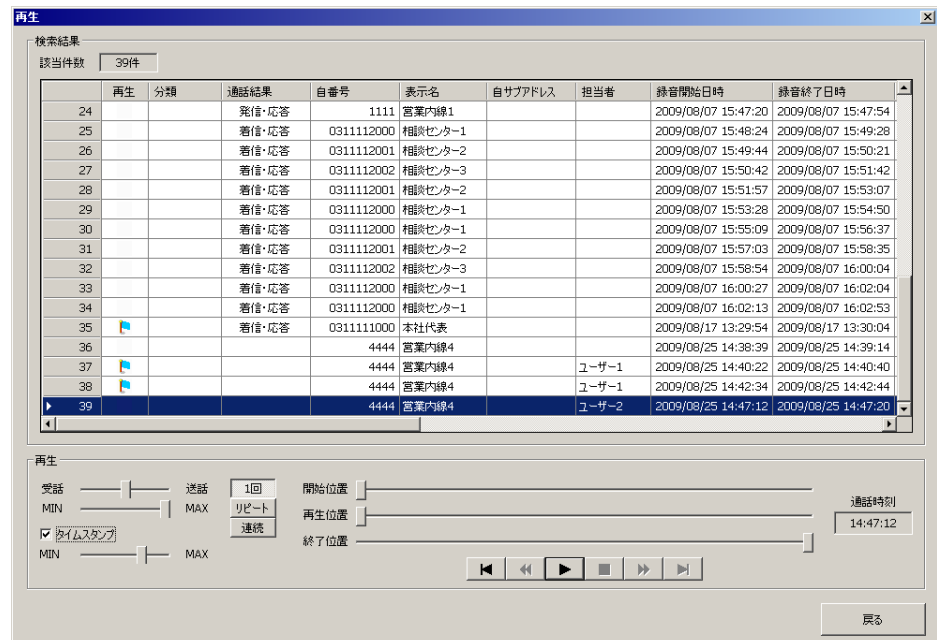 再生
検索結果
該当件数 39件
再生 分類 通話結果 自番号 表示名 自サブアドレス 担当者 録音開始日時 録音終了日時
24 発信・応答 1111 営業内線1 2009/08/07 15:47:20 2009/08/07 15:47:54
25 着信・応答 0311112000 相談センター1 2009/08/07 15:48:24 2009/08/07 15:49:28
26 着信・応答 0311112001 相談センター2 2009/08/07 15:49:44 2009/08/07 15:50:21
27 着信・応答 0311112002 相談センター3 2009/08/07 15:50:42 2009/08/07 15:51:42
28 着信・応答 0311112001 相談センター2 2009/08/07 15:51:57 2009/08/07 15:53:07
29 着信・応答 0311112000 相談センター1 2009/08/07 15:53:28 2009/08/07 15:54:50
30 着信・応答 0311112000 相談センター1 2009/08/07 15:55:09 2009/08/07 15:56:37
31 着信・応答 0311112001 相談センター2 2009/08/07 15:57:03 2009/08/07 15:58:35
32 着信・応答 0311112002 相談センター3 2009/08/07 15:58:54 2009/08/07 16:00:04
33 着信・応答 0311112000 相談センター1 2009/08/07 16:00:27 2009/08/07 16:02:04
34 着信・応答 0311112000 相談センター1 2009/08/07 16:02:13 2009/08/07 16:02:53
35 着信・応答 0311111000 本社代表 2009/08/17 13:29:54 2009/08/17 13:30:04
36 4444 営業内線4 2009/08/25 14:38:39 2009/08/25 14:39:14
37 4444 営業内線4 ユーザー1 2009/08/25 14:40:22 2009/08/25 14:40:40
38 4444 営業内線4 ユーザー1 2009/08/25 14:42:34 2009/08/25 14:42:44
39 4444 営業内線4 ユーザー2 2009/08/25 14:47:12 2009/08/25 14:47:20
再生
受話 送話 1回 開始位置
MIN MAX リピート 再生位置 通話時刻
タイムスタンプ 連続 14:47:12
MIN MAX 終了位置
戻る